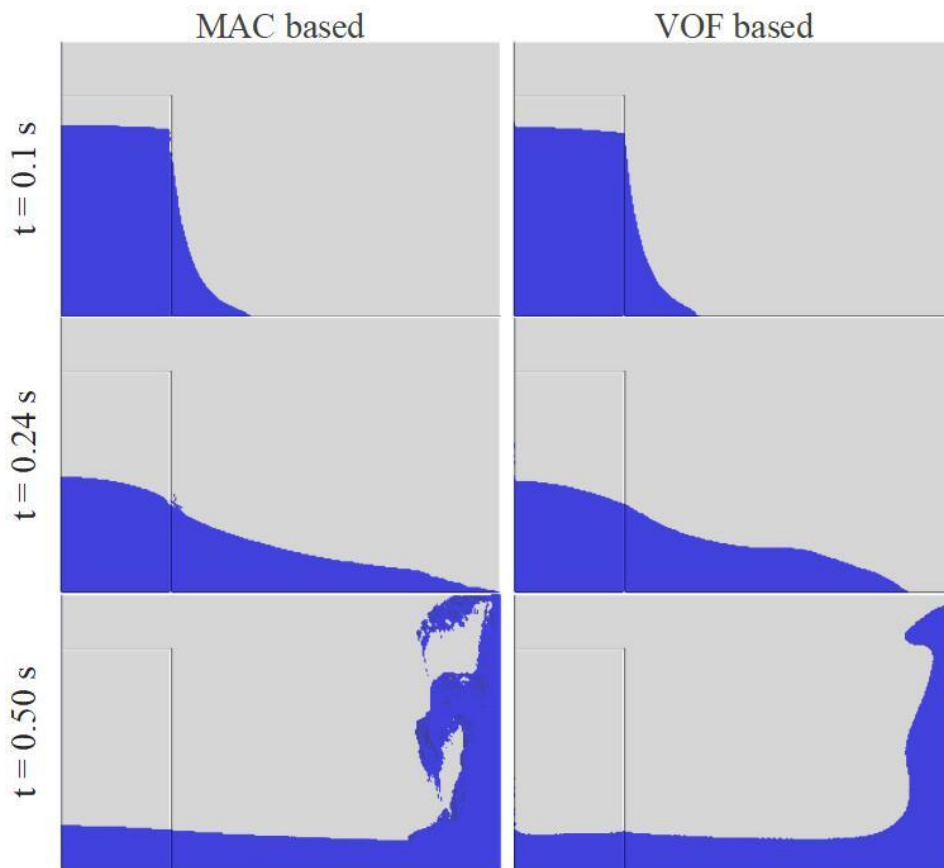 MAC based
VOF based
t = 0.1 s
t = 0.24 s
t = 0.50 s